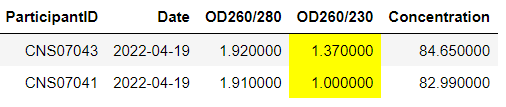 ParticipantID Date OD260/280 OD260/230 Concentration
CNS07043 2022-04-19 1.920000 1.370000 84.650000
CNS07041 2022-04-19 1.910000 1.000000 82.990000